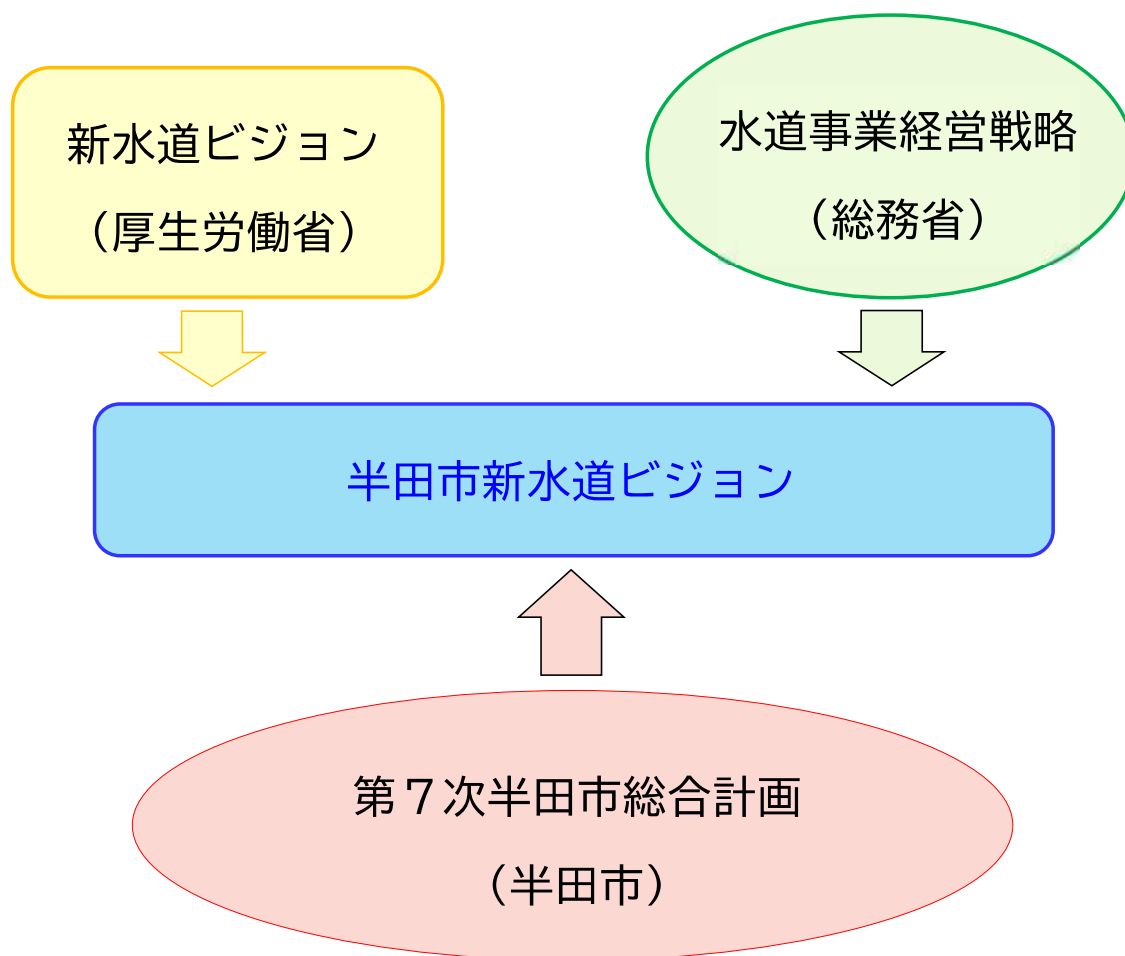 新水道ビジョン
（厚生労働省）
水道事業経営戦略
（総務省）
半田市新水道ビジョン
第７次半田市総合計画
（半田市）